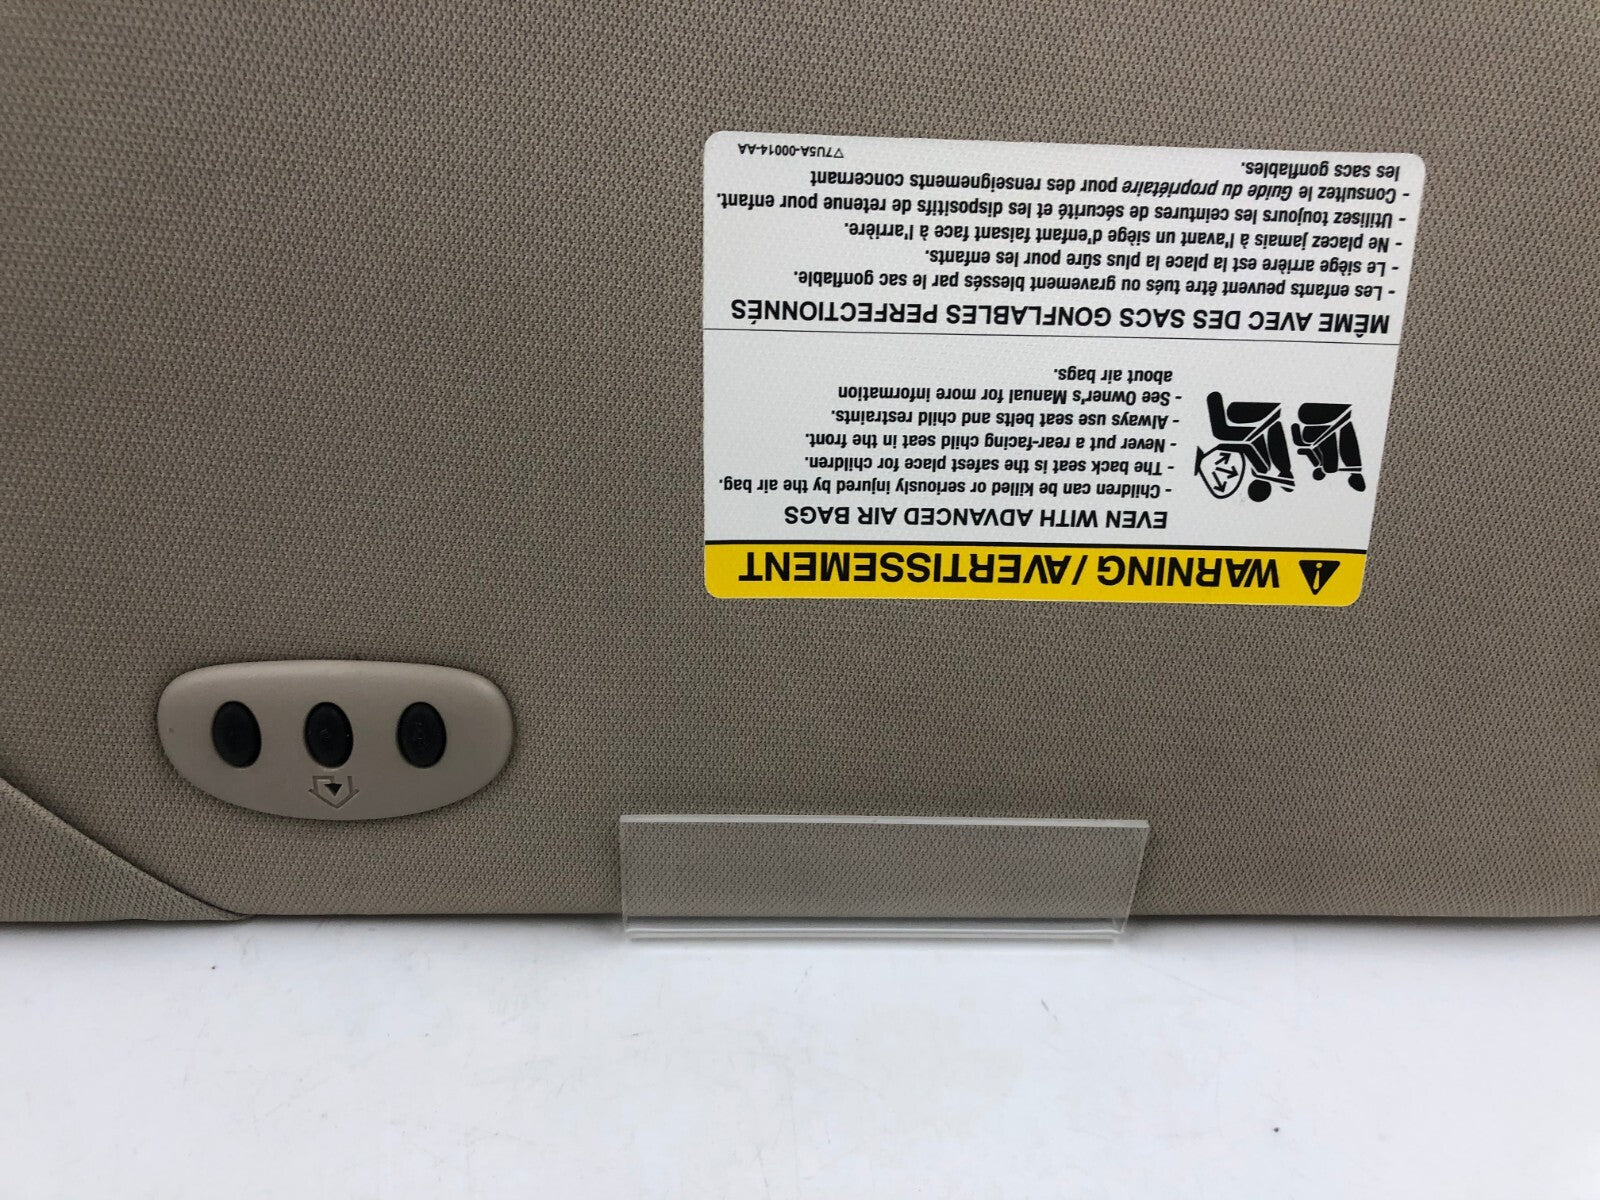 WARNING / AVERTISSEMENT
EVEN WITH ADVANCED AIR BAGS
- Children can be killed or seriously injured by the air bag.
- The back seat is the safest place for children.
- Never put a rear-facing child seat in the front.
- Always use seat belts and child restraints.
- See Owner's Manual for more information
about air bags.
MÊME AVEC DES SACS GONFLABLES PERFECTIONNÉS
- Les enfants peuvent être tués ou gravement blessés par le sac gonflable.
- Le siège arrière est la place la plus sûre pour les enfants.
- Ne placez jamais à l'avant un siège d'enfant faisant face à l'arrière.
- Utilisez toujours les ceintures de sécurité et les dispositifs de retenue pour enfant.
- Consultez le Guide du propriétaire pour des renseignements concernant
les sacs gonflables.
7U5A-00014-AA